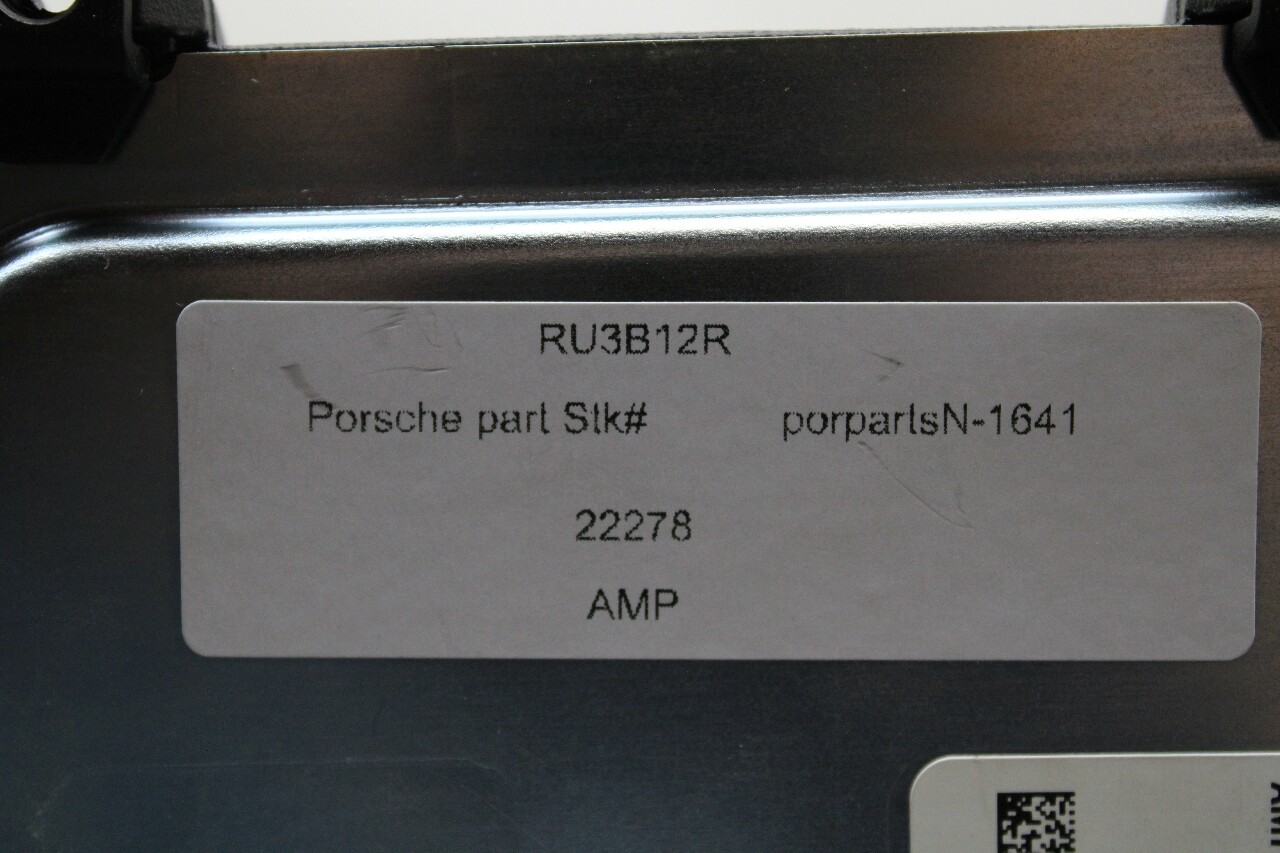 RU3B12R
Porsche part Stk# porpartsN-1641
22278
AMP